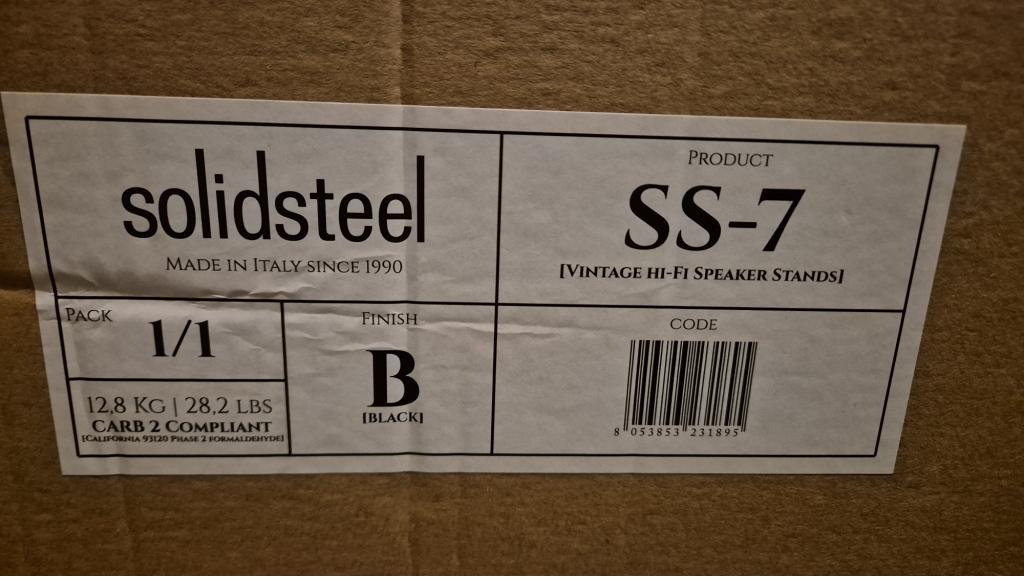 solidsteel
Made in Italy since 1990
Product
SS-7
[Vintage hi-fi Speaker Stands]
Pack
1/1
12,8 Kg | 28,2 lbs
CARB 2 Compliant
[California 93120 Phase 2 formaldehyde]
Finish
B
[Black]
Code
8 053853 231895